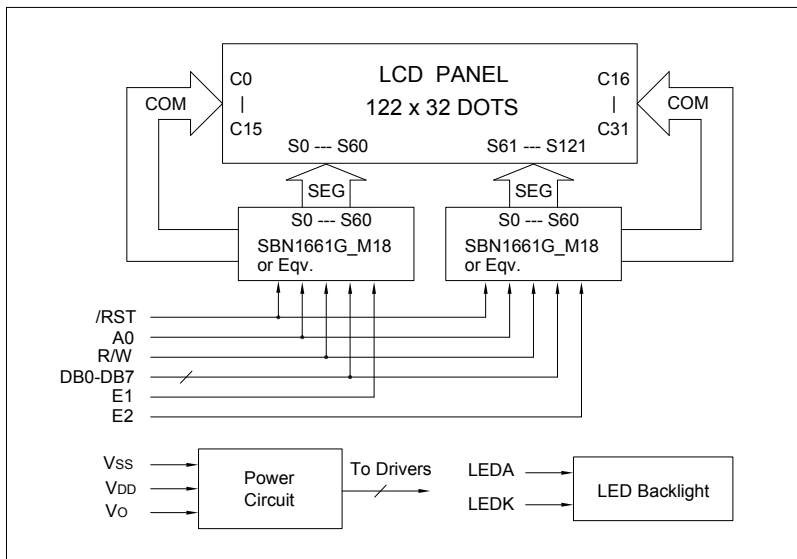 LCD PANEL
122 x 32 DOTS
C0
|
C15
C16
|
C31
COM
COM
S0 --- S60
S61 --- S121
SEG
SEG
S0 --- S60
SBN1661G_M18
or Eqv.
S0 --- S60
SBN1661G_M18
or Eqv.
/RST
A0
R/W
DB0-DB7
E1
E2
VSS
VDD
VO
Power
Circuit
To Drivers
LEDA
LEDK
LED Backlight